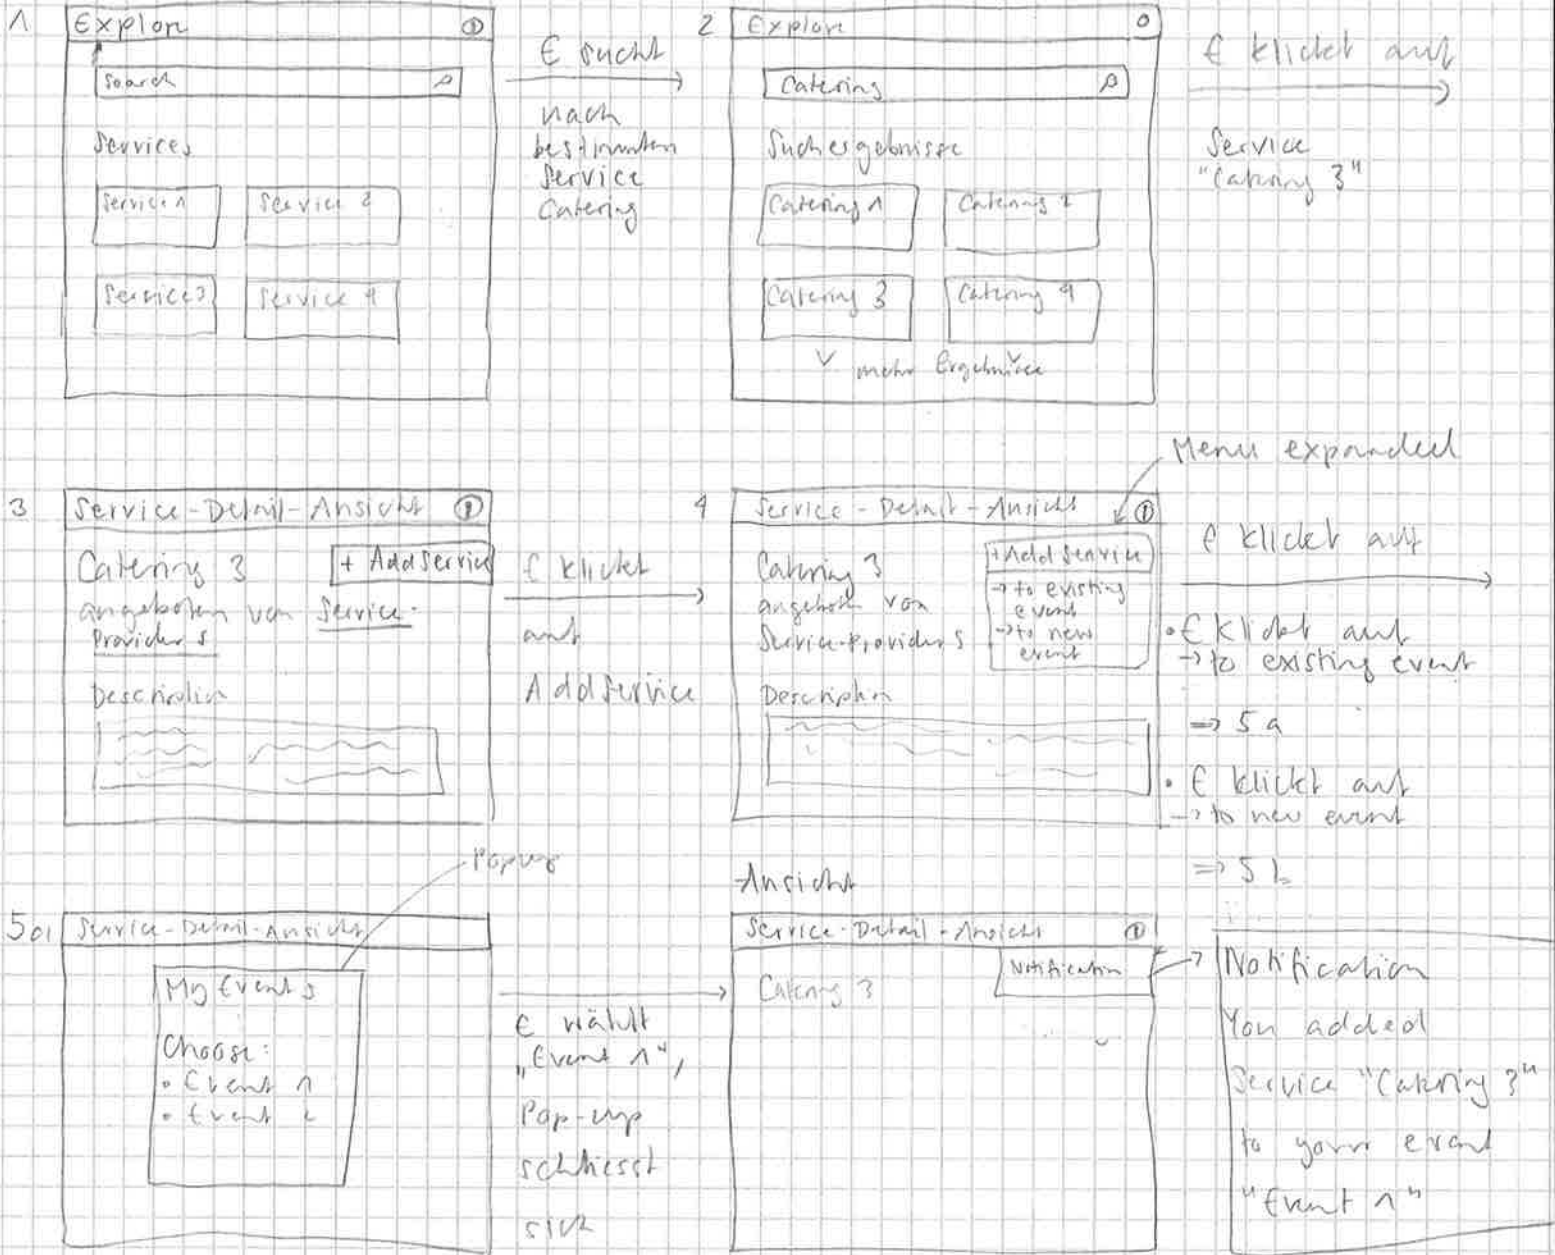 1
Explore
Search
Services
Service 1
Service 2
Service 3
Service 4
E sucht
nach
bestimmten
Service
Catering
2
Explore
Catering
Suchergebnisse
Catering 1
Catering 2
Catering 3
Catering 4
mehr Ergebnisse
E klickt auf
Service
"Catering 3"
3
Service-Detail-Ansicht
Catering 3
+ Add Service
angeboten von Service-
Provider S
Description
E klickt
auf
Add Service
4
Menu expanded
Service-Detail-Ansicht
Catering 3
angeboten von
Service-Provider S
+ Add Service
→ to existing
event
→ to new
event
Description
E klickt auf
• E klickt auf
→ to existing event
⇒ 5a
• E klickt auf
→ to new event
⇒ 5b
5a
Popup
Service-Detail-Ansicht
My Events
Choose:
• Event 1
• Event 2
E wählt
„Event 1",
Pop-up
schliesst
sich
Ansicht
Service-Detail-Ansicht
Catering 3
Notification
Notification
You added
Service "Catering 3"
to your event
"Event 1"